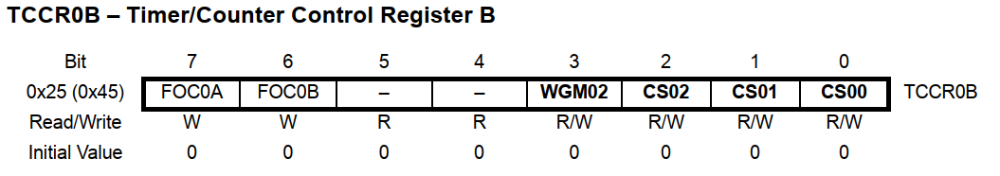 TCCR0B – Timer/Counter Control Register B
Bit 7 6 5 4 3 2 1 0
0x25 (0x45) FOC0A FOC0B – – WGM02 CS02 CS01 CS00 TCCR0B
Read/Write W W R R R/W R/W R/W R/W
Initial Value 0 0 0 0 0 0 0 0